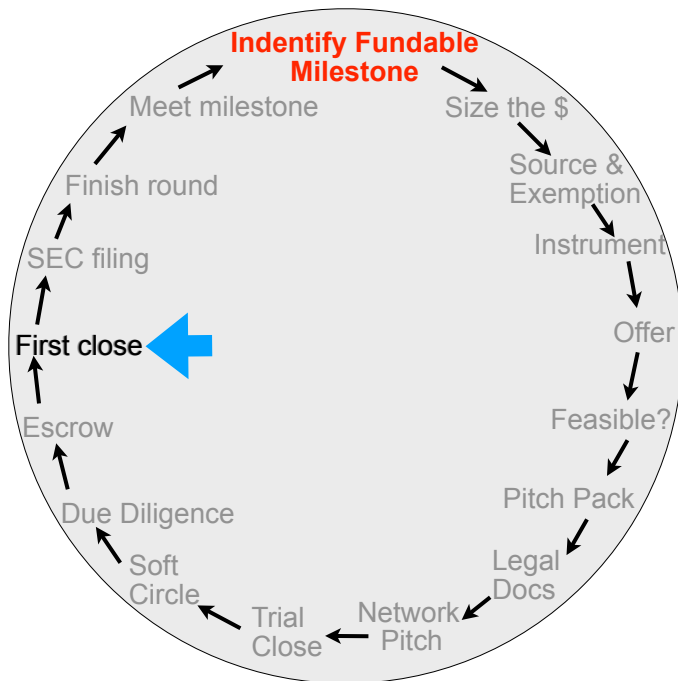 Indentify Fundable
Milestone
Size the $
Source &
Exemption
Instrument
Offer
Feasible?
Pitch Pack
Legal
Docs
Network
Pitch
Trial
Close
Soft
Circle
Due Diligence
Escrow
First close
SEC filing
Finish round
Meet milestone